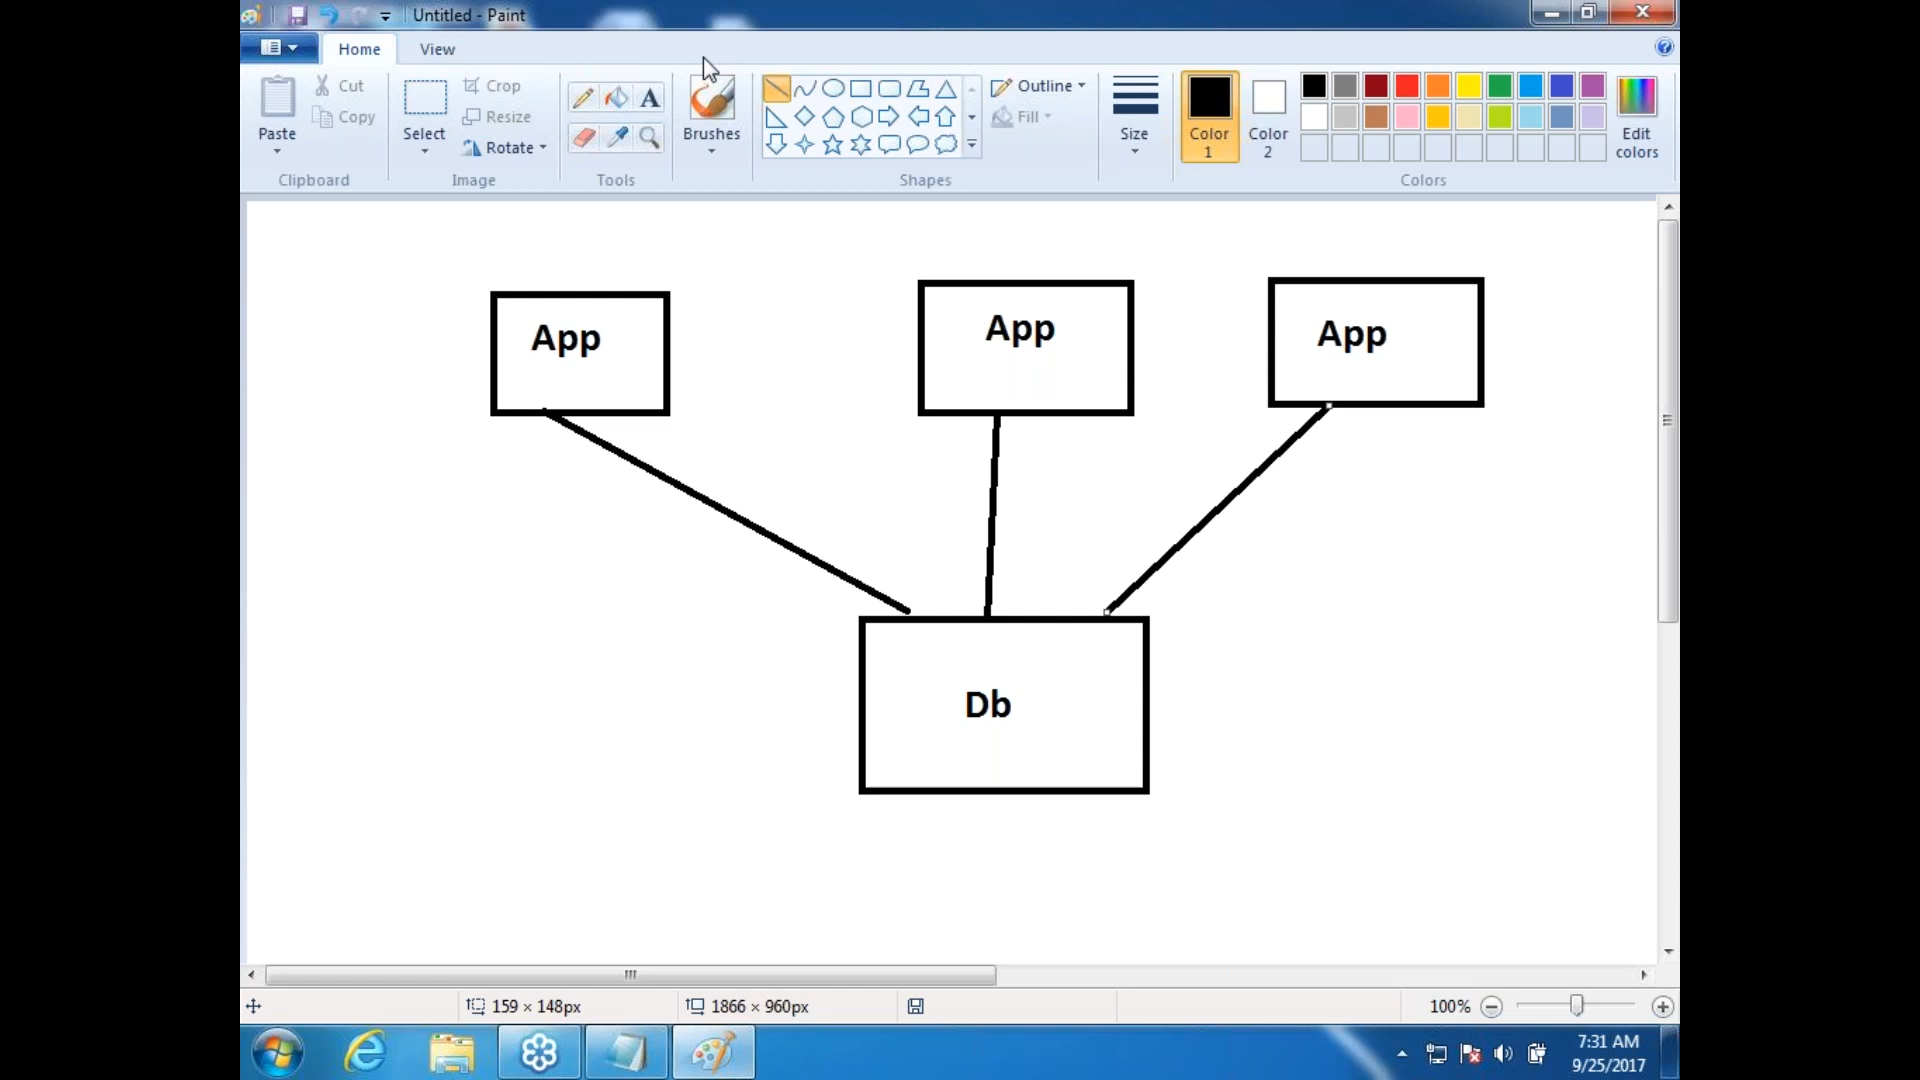 Untitled - Paint
Home View
Paste
Cut
Copy
Clipboard
Select
Crop
Resize
Rotate
Image
A
Tools
Brushes
Outline
Fill
Shapes
Size
Color 1
Color 2
Edit colors
Colors
App App App
Db
159 × 148px 1866 × 960px 100%
7:31 AM
9/25/2017